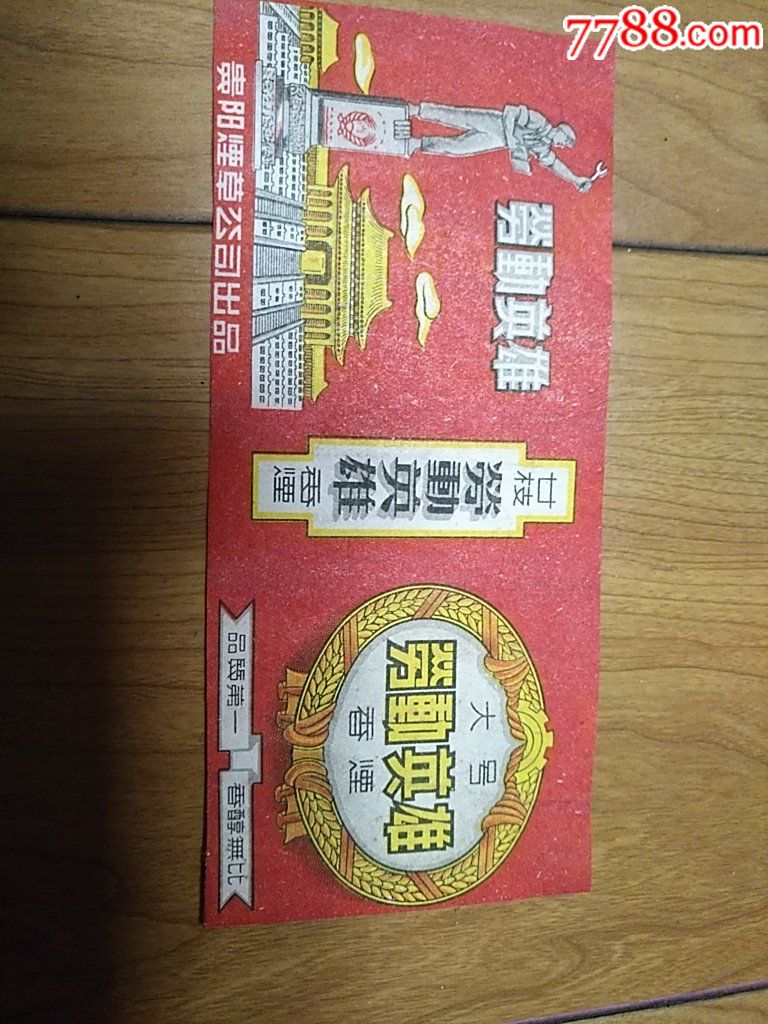 7788.com
勞動英雄
貴阳煙草公司出品
廿枝
勞動英雄
香煙
大号
勞動英雄
香煙
品質第一
香醇無比